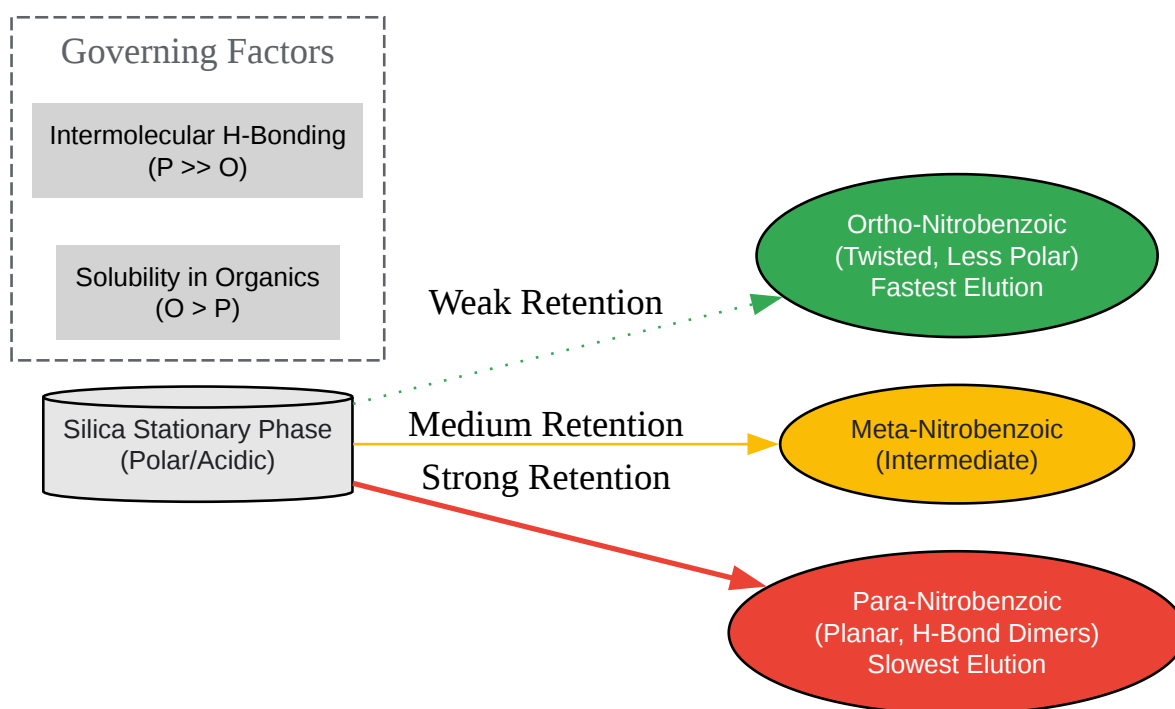 Governing Factors
Intermolecular H-Bonding
(P >> O)
Solubility in Organics
(O > P)
Silica Stationary Phase
(Polar/Acidic)
Weak Retention
Medium Retention
Strong Retention
Ortho-Nitrobenzoic
(Twisted, Less Polar)
Fastest Elution
Meta-Nitrobenzoic
(Intermediate)
Para-Nitrobenzoic
(Planar, H-Bond Dimers)
Slowest Elution